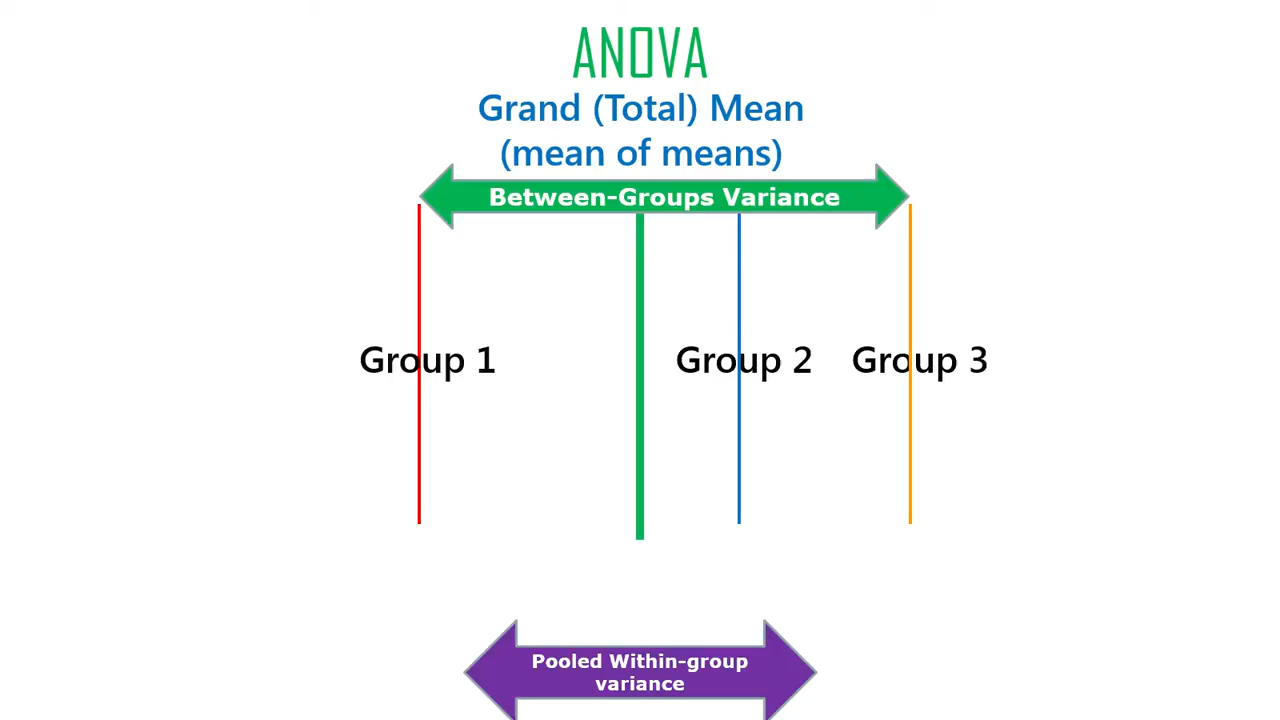 ANOVA
Grand (Total) Mean
(mean of means)
Between-Groups Variance
Group 1
Group 2
Group 3
Pooled Within-group
variance